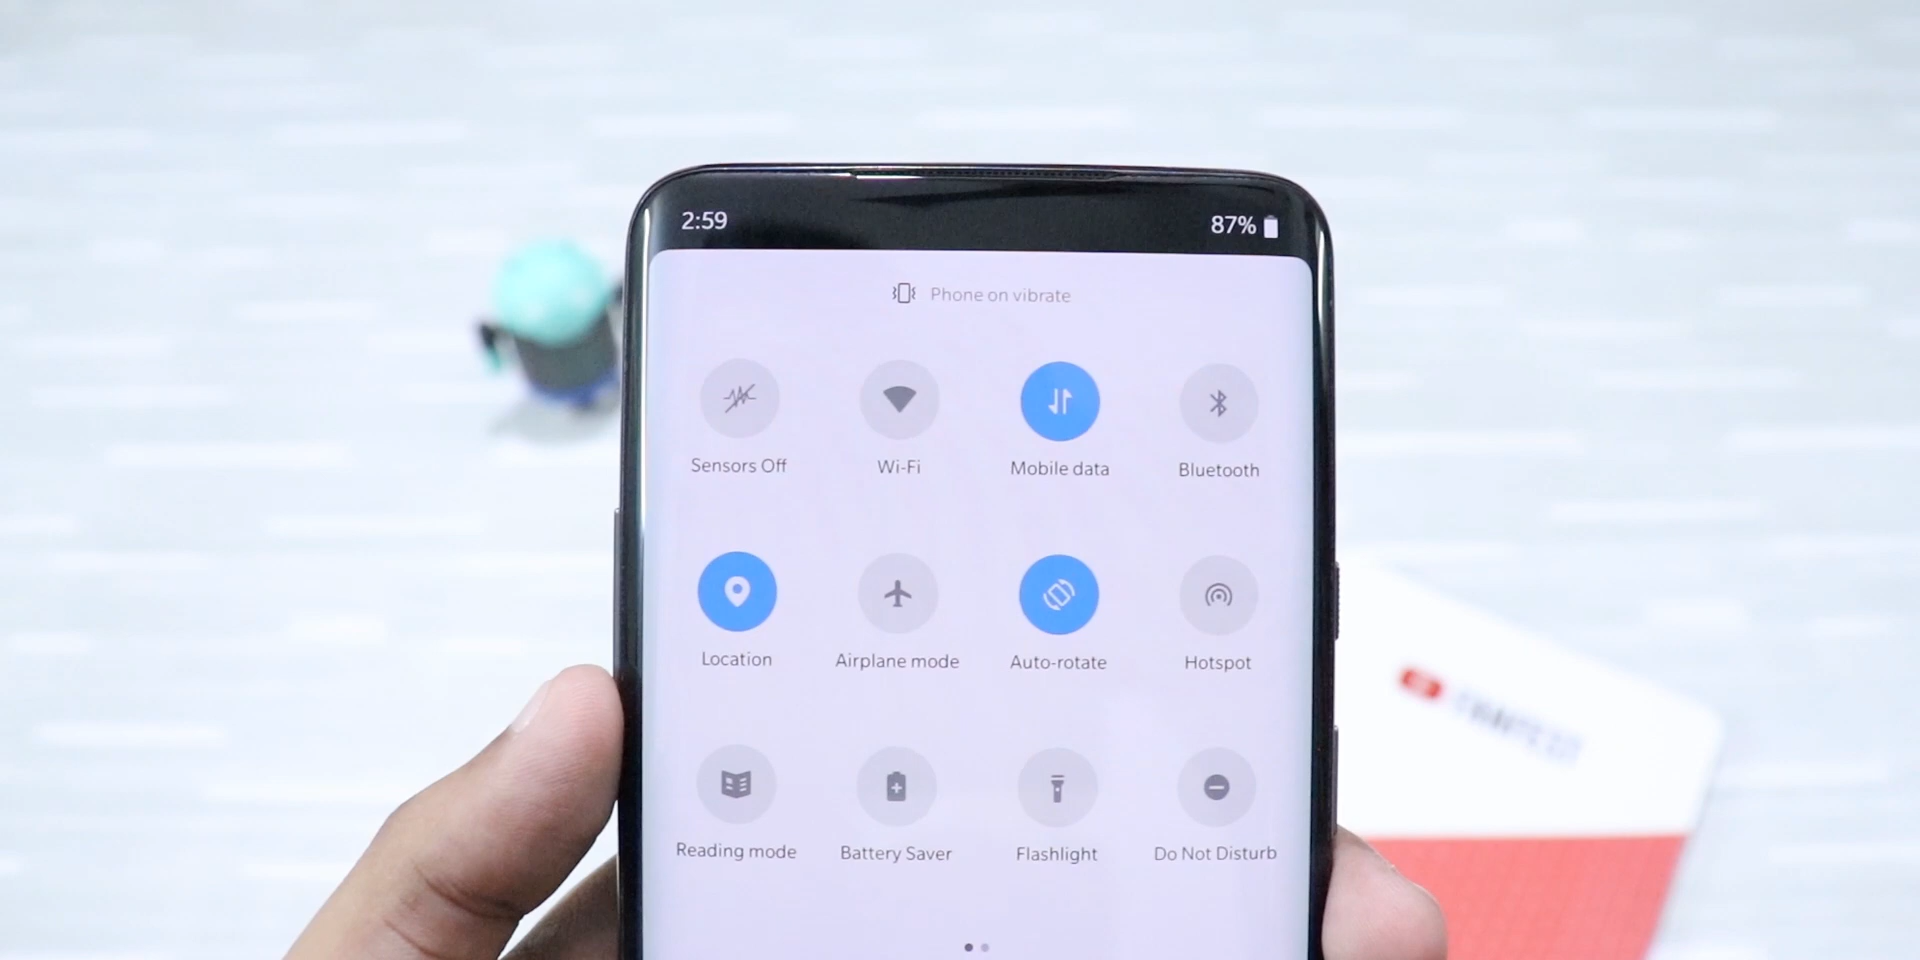 2:59 87%
Phone on vibrate
Sensors Off Wi-Fi Mobile data Bluetooth
Location Airplane mode Auto-rotate Hotspot
Reading mode Battery Saver Flashlight Do Not Disturb